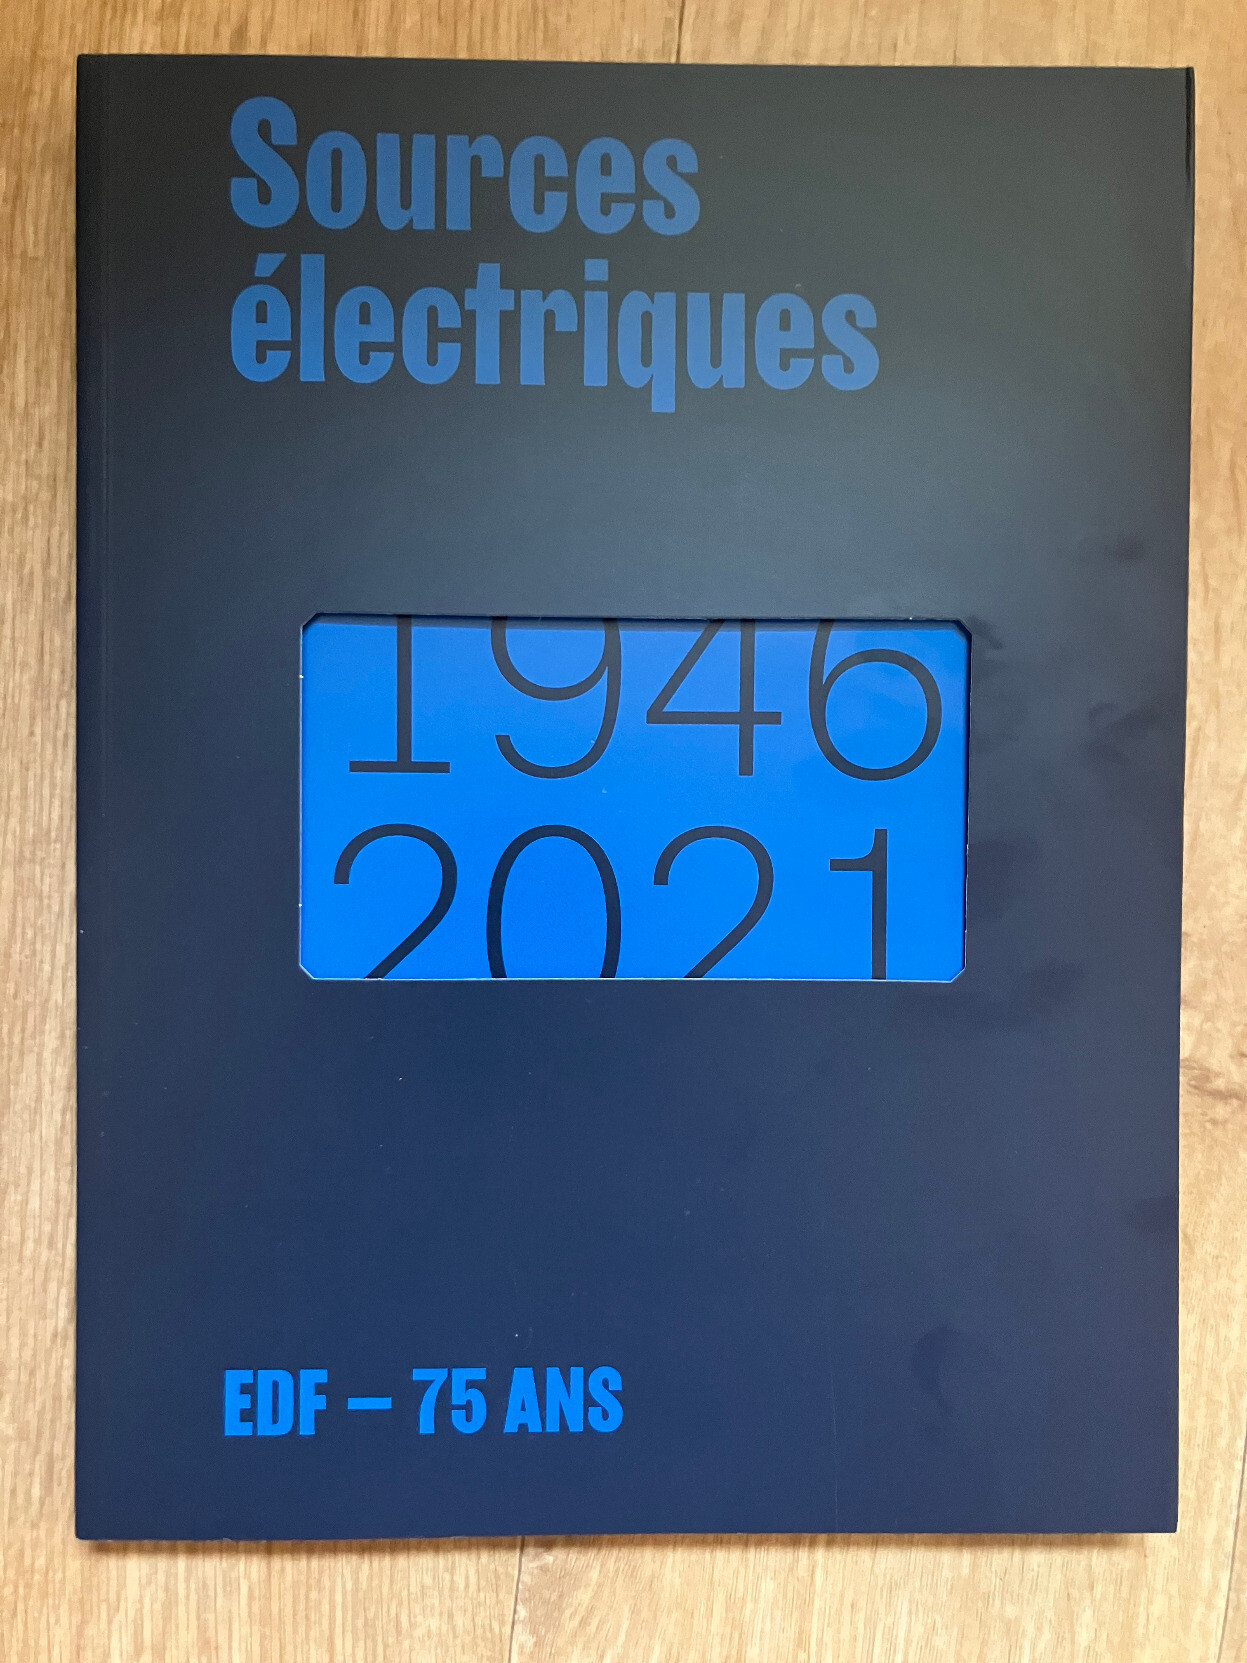 Sources
électriques
1946
2021
EDF – 75 ANS